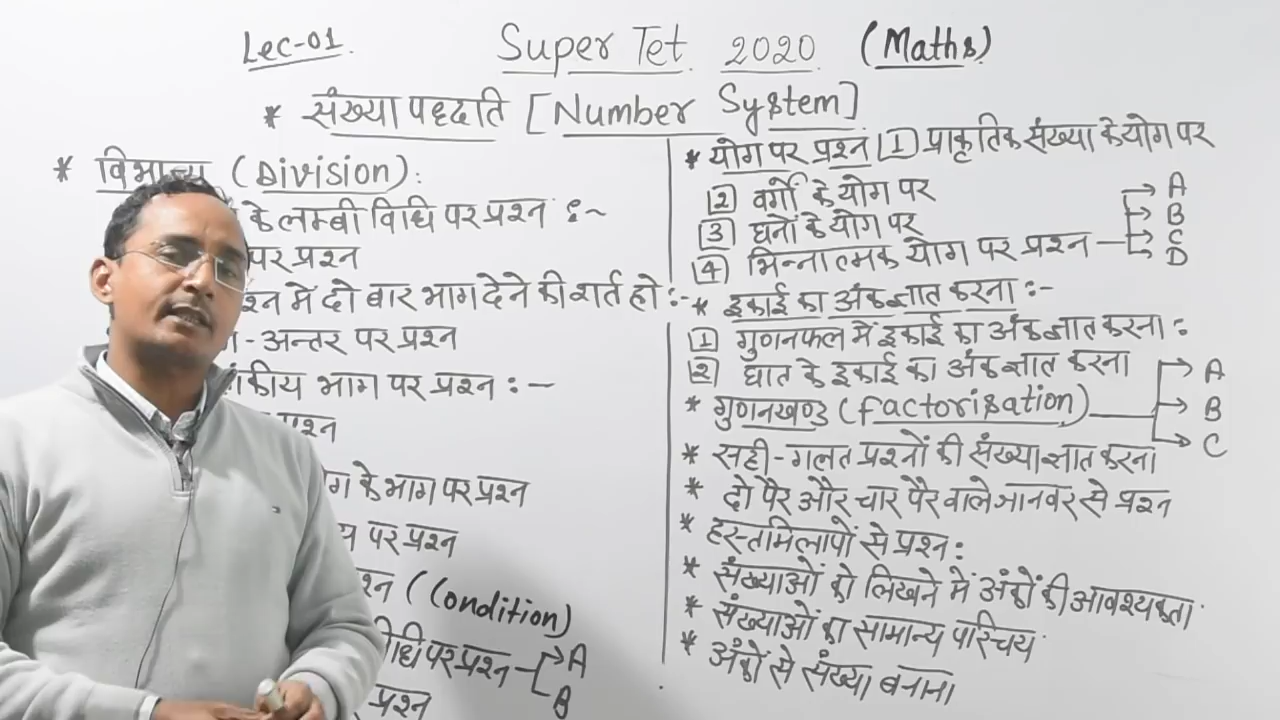 Lec-01.
Super Tet 2020 (Maths)
* संख्या पद्धति [Number System]
* विभाज्य (Division):
के लम्बी विधि पर प्रश्न :~
पर प्रश्न
में दो बार भाग देने की शर्त हो :-
- अन्तर पर प्रश्न
भाग पर प्रश्न :-
प्रश्न
के भाग पर प्रश्न
पर प्रश्न
(Condition)
पर प्रश्न
A
B
प्रश्न
* योग पर प्रश्न 1 प्राकृतिक संख्या के योग पर
2 वर्गों के योग पर
3 घनों के योग पर
4 भिन्नात्मक योग पर प्रश्न
A
B
C
D
* इकाई का अंक ज्ञात करना :-
1 गुणनफल में इकाई का अंक ज्ञात करना :
2 घात के इकाई का अंक ज्ञात करना
* गुणनखण्ड (factorisation)
A
B
C
* सही-गलत प्रश्नों की संख्या ज्ञात करना
* दो पैर और चार पैर वाले जानवर से प्रश्न
* हस्तमिलापों से प्रश्न :
* संख्याओं को लिखने में अंकों की आवश्यकता
* संख्याओं का सामान्य परिचय
* अंकों से संख्या बनाना